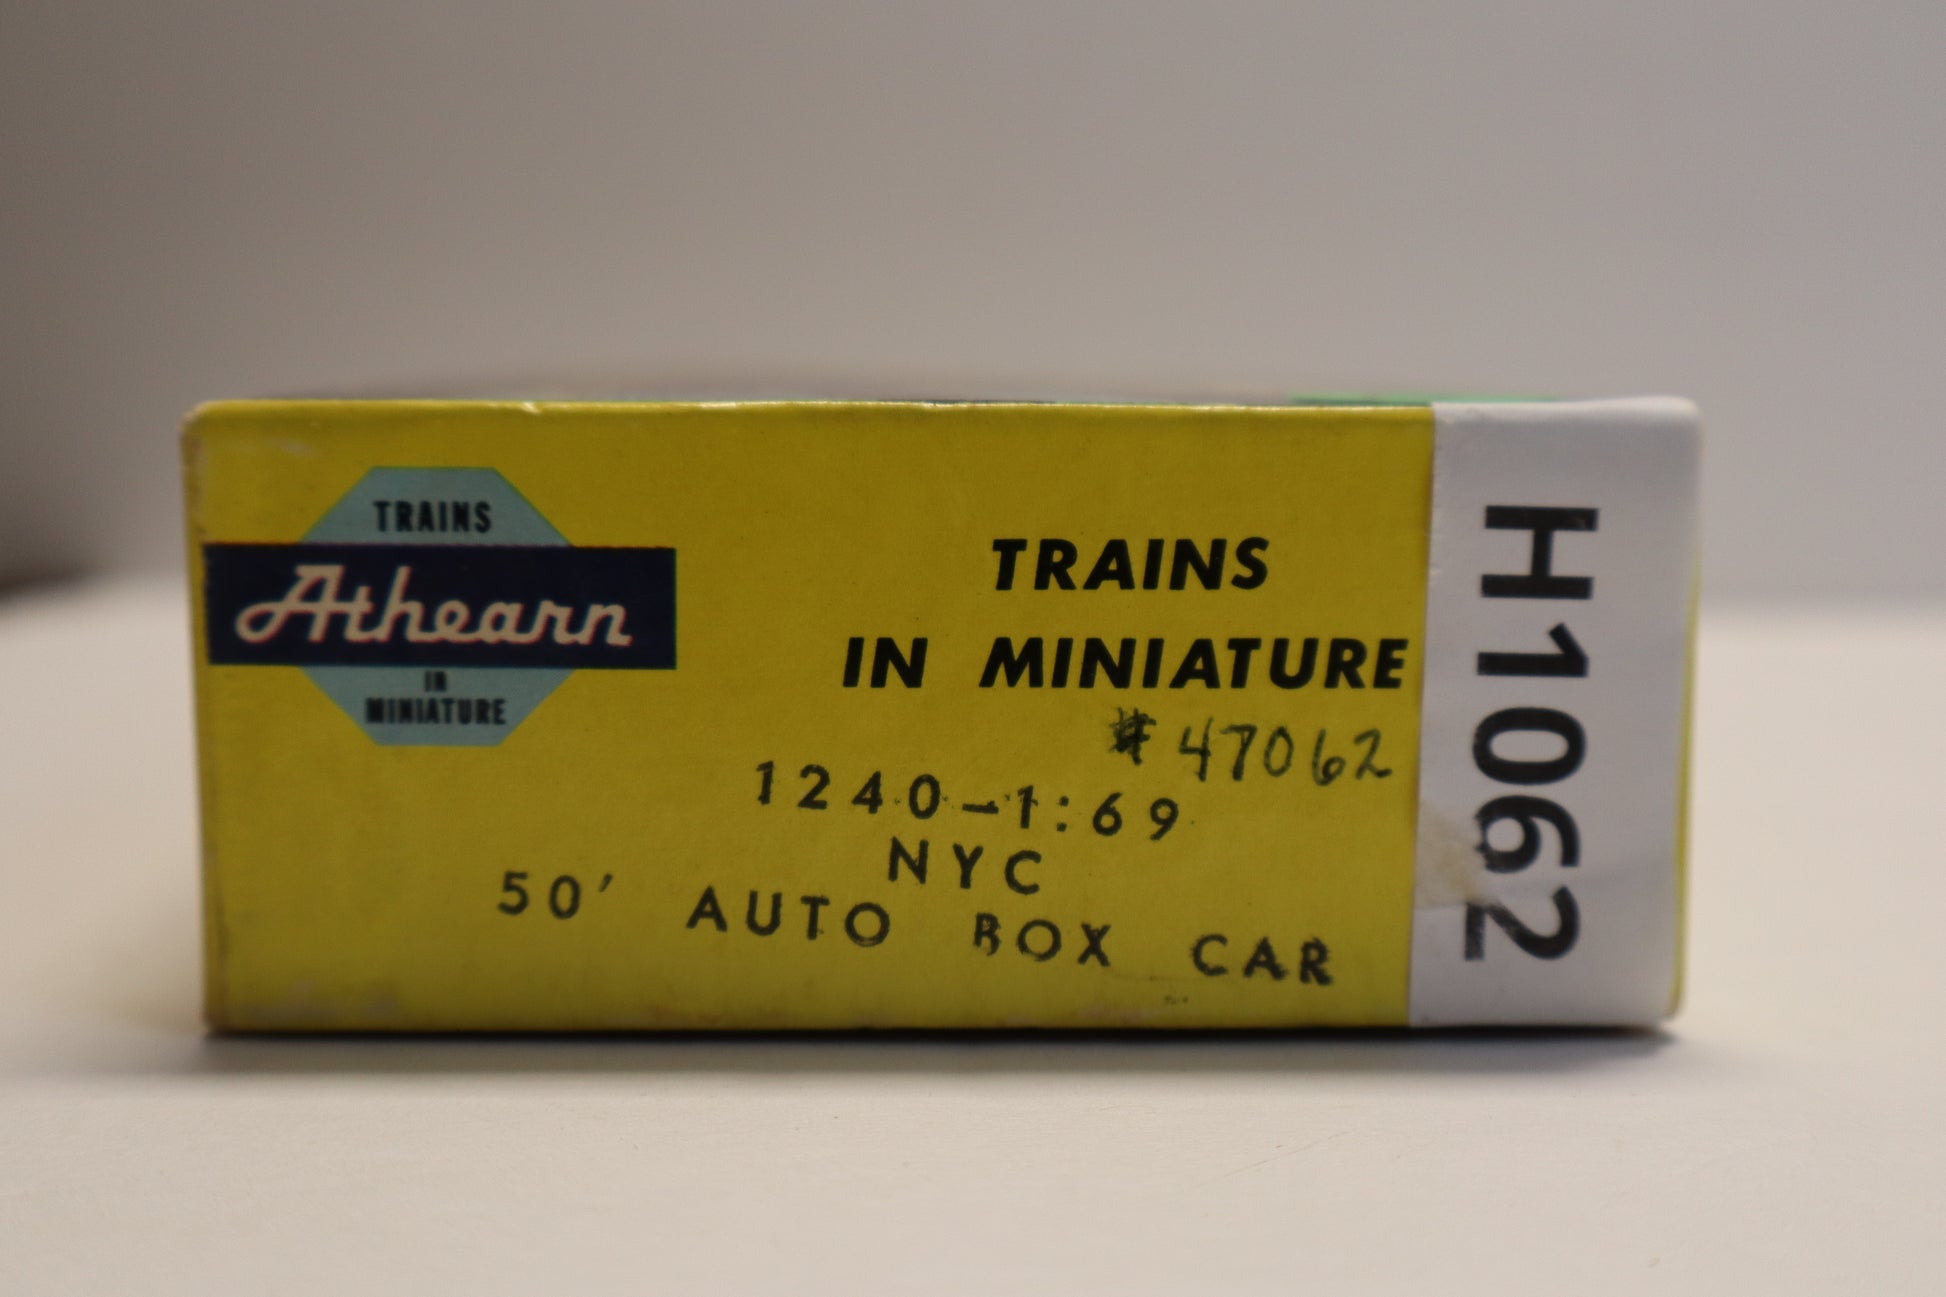 TRAINS
Athearn
IN
MINIATURE
TRAINS
IN MINIATURE
#47062
1240-1:69
NYC
50' AUTO BOX CAR
H1062